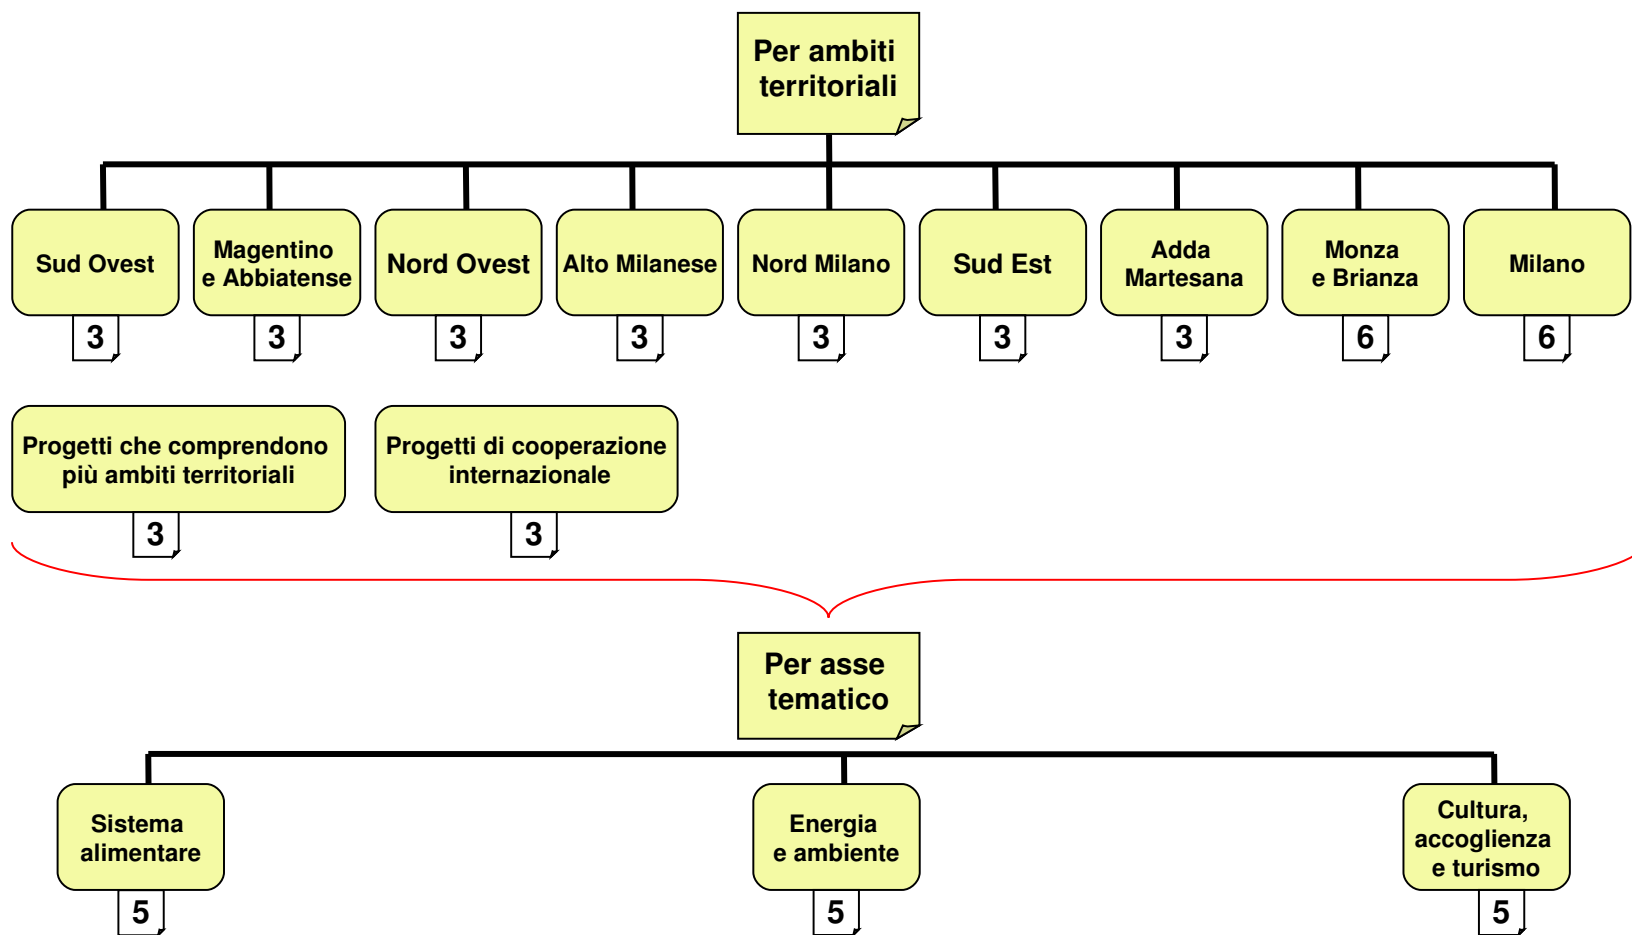 Per ambiti
territoriali
Sud Ovest
Magentino
e Abbiatense
Nord Ovest
Alto Milanese
Nord Milano
Sud Est
Adda
Martesana
Monza
e Brianza
Milano
3
3
3
3
3
3
3
6
6
Progetti che comprendono
più ambiti territoriali
Progetti di cooperazione
internazionale
3
3
Per asse
tematico
Sistema
alimentare
Energia
e ambiente
Cultura,
accoglienza
e turismo
5
5
5